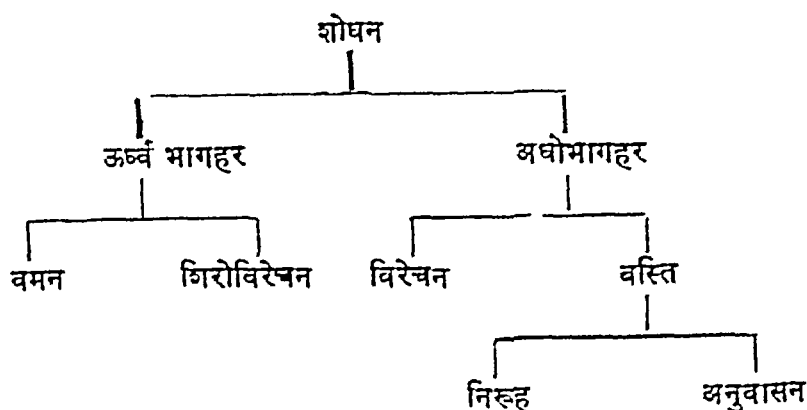 शोधन
ऊर्ध्व भागहर अधोभागहर
वमन शिरोविरेचन विरेचन वस्ति
निरूह अनुवासन